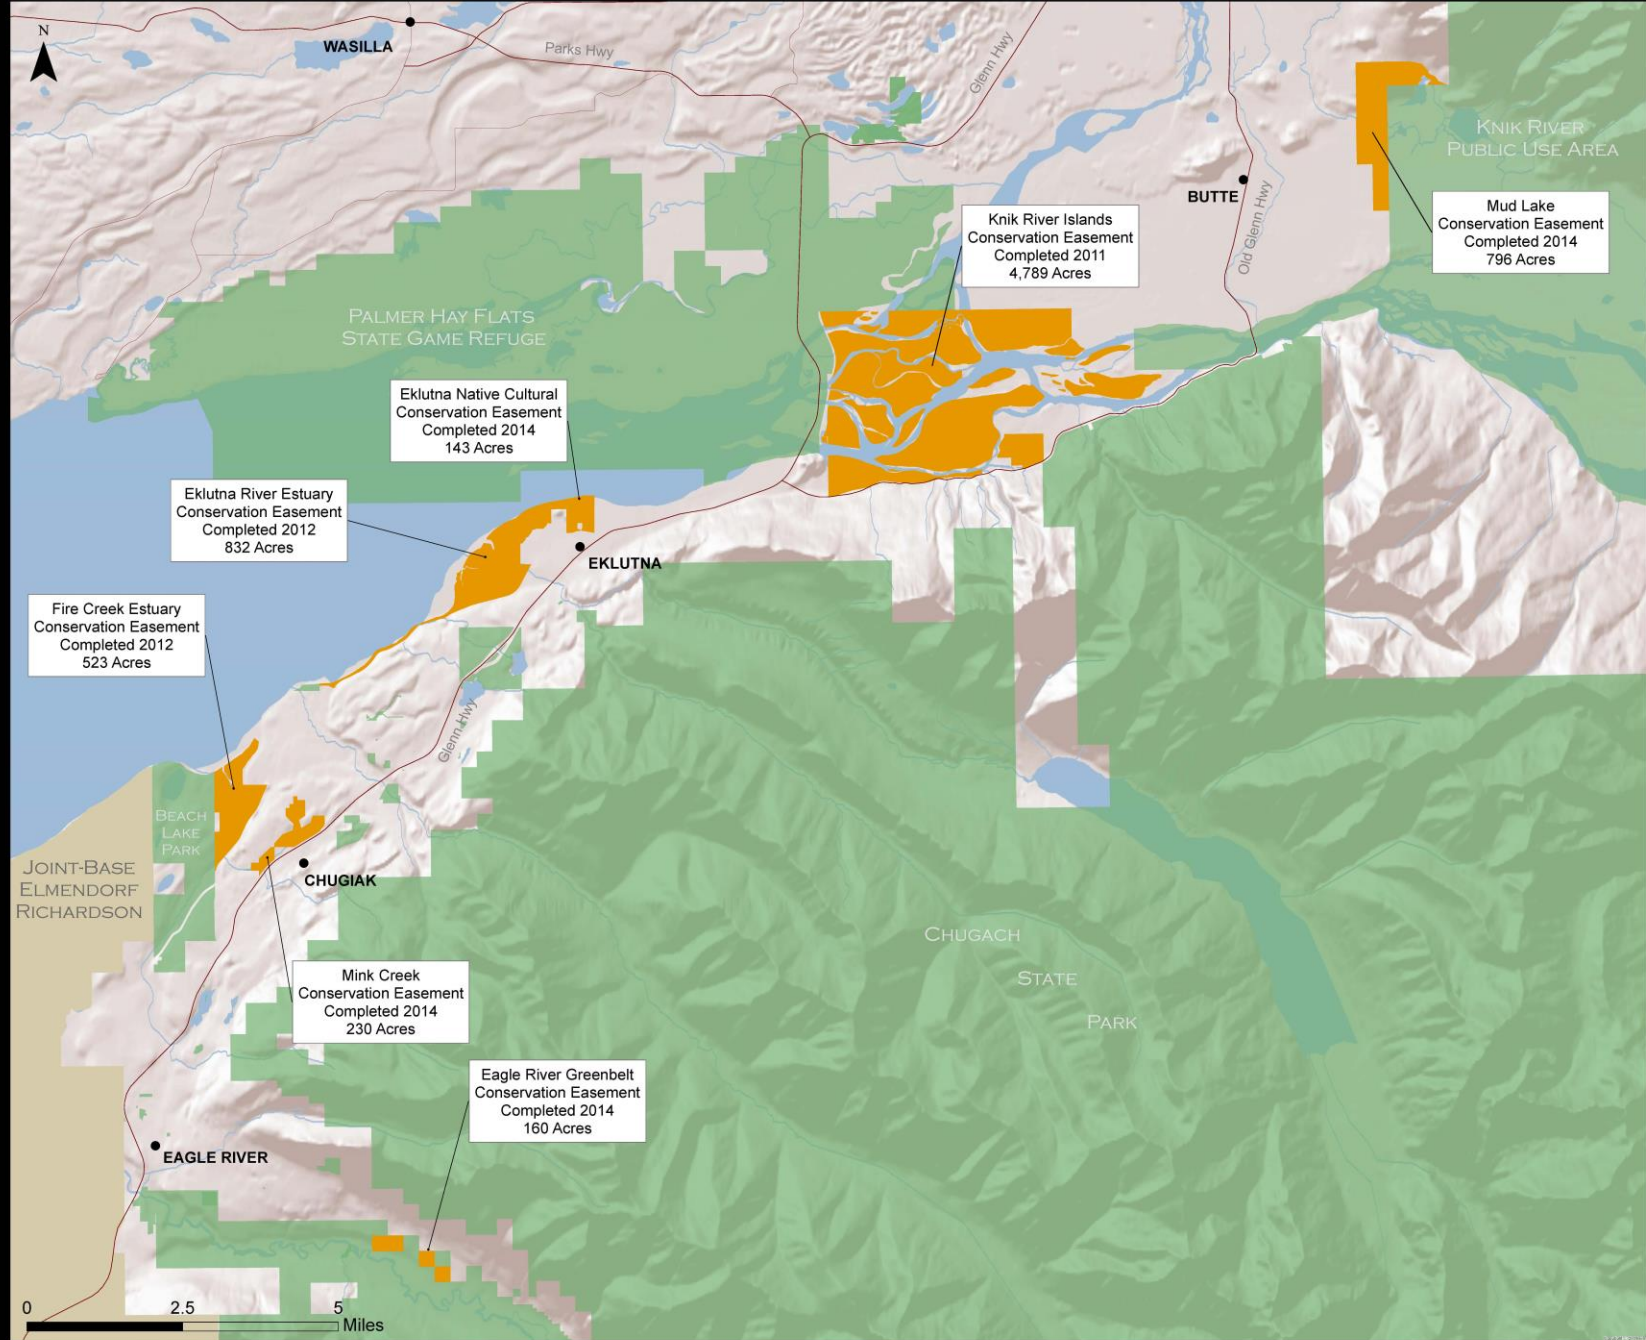 N
WASILLA
Parks Hwy
Glenn Hwy
KNIK RIVER
PUBLIC USE AREA
BUTTE
Old Glenn Hwy
Mud Lake
Conservation Easement
Completed 2014
796 Acres
Knik River Islands
Conservation Easement
Completed 2011
4,789 Acres
PALMER HAY FLATS
STATE GAME REFUGE
Eklutna Native Cultural
Conservation Easement
Completed 2014
143 Acres
Eklutna River Estuary
Conservation Easement
Completed 2012
832 Acres
EKLUTNA
Fire Creek Estuary
Conservation Easement
Completed 2012
523 Acres
Glenn Hwy
BEACH
LAKE
PARK
JOINT-BASE
ELMENDORF
RICHARDSON
CHUGIAK
CHUGACH
STATE
PARK
Mink Creek
Conservation Easement
Completed 2014
230 Acres
Eagle River Greenbelt
Conservation Easement
Completed 2014
160 Acres
EAGLE RIVER
0 2.5 5
Miles